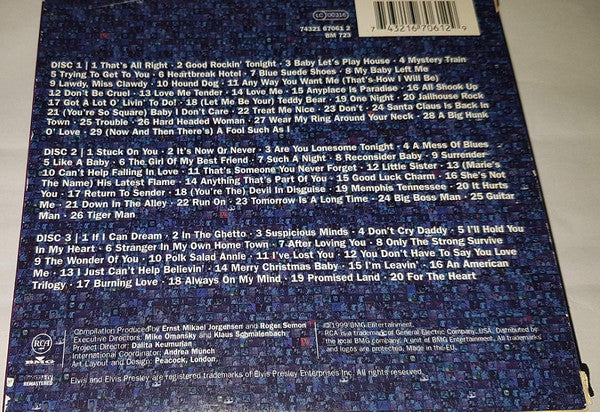 LC 00316
74321 67061 2
BM 723
7 43216 70612 9
DISC 1 | 1 That's All Right · 2 Good Rockin' Tonight · 3 Baby Let's Play House · 4 Mystery Train
5 Trying To Get To You · 6 Heartbreak Hotel · 7 Blue Suede Shoes · 8 My Baby Left Me
9 Lawdy, Miss Clawdy · 10 Hound Dog · 11 Any Way You Want Me (That's How I Will Be)
12 Don't Be Cruel · 13 Love Me Tender · 14 Love Me · 15 Anyplace is Paradise · 16 All Shook Up
17 Got A Lot O' Livin' To Do! · 18 (Let Me Be Your) Teddy Bear · 19 One Night · 20 Jailhouse Rock
21 (You're So Square) Baby I Don't Care · 22 Treat Me Nice · 23 Don't · 24 Santa Claus Is Back In
Town · 25 Trouble · 26 Hard Headed Woman · 27 Wear My Ring Around Your Neck · 28 A Big Hunk
O' Love · 29 (Now And Then There's) A Fool Such As I
DISC 2 | 1 Stuck On You · 2 It's Now Or Never · 3 Are You Lonesome Tonight · 4 A Mess Of Blues
5 Like A Baby · 6 The Girl Of My Best Friend · 7 Such A Night · 8 Reconsider Baby · 9 Surrender
10 Can't Help Falling In Love · 11 That's Someone You Never Forget · 12 Little Sister · 13 (Marie's
The Name) His Latest Flame · 14 Anything That's Part Of You · 15 Good Luck Charm · 16 She's Not
You · 17 Return To Sender · 18 (You're The) Devil In Disguise · 19 Memphis Tennessee · 20 It Hurts
Me · 21 Down In The Alley · 22 Run On · 23 Tomorrow Is A Long Time · 24 Big Boss Man · 25 Guitar
Man · 26 Tiger Man
DISC 3 | 1 If I Can Dream · 2 In The Ghetto · 3 Suspicious Minds · 4 Don't Cry Daddy · 5 I'll Hold You
In My Heart · 6 Stranger In My Own Home Town · 7 After Loving You · 8 Only The Strong Survive
9 The Wonder Of You · 10 Polk Salad Annie · 11 I've Lost You · 12 You Don't Have To Say You Love
Me · 13 I Just Can't Help Believin' · 14 Merry Christmas Baby · 15 I'm Leavin' · 16 An American
Trilogy · 17 Burning Love · 18 Always On My Mind · 19 Promised Land · 20 For The Heart
RCA
BMG
REMASTERED
Compilation Produced by Ernst Mikael Jorgensen and Roger Semon
Executive Directors: Mike Omansky and Klaus Schmalenbach
Project Director: Dalita Keumurian
International Coordinator: Andrea Munch
Art Layout and Design: Peacock, London.
©1999 BMG Entertainment.
RCA is a trademark of General Electric Company, USA. Distributed by
the local BMG company. A unit of BMG Entertainment. All trademarks
and logos are protected. Made in the EU.
Elvis and Elvis Presley are registered trademarks of Elvis Presley Enterprises Inc. All rights reserved.